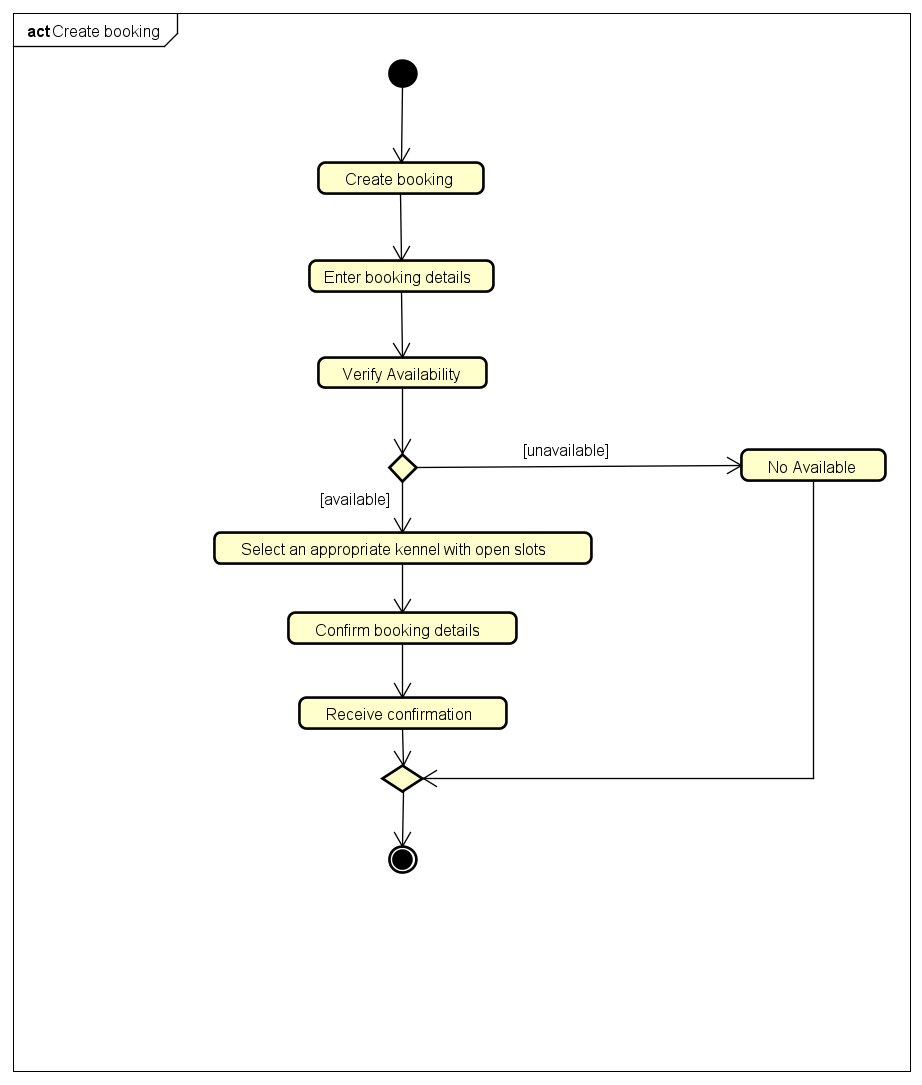 act Create booking
Create booking
Enter booking details
Verify Availability
[unavailable]
No Available
[available]
Select an appropriate kennel with open slots
Confirm booking details
Receive confirmation